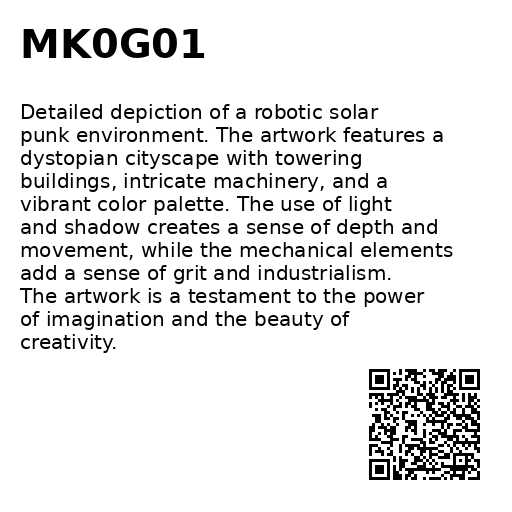 MK0G01
Detailed depiction of a robotic solar
punk environment. The artwork features a
dystopian cityscape with towering
buildings, intricate machinery, and a
vibrant color palette. The use of light
and shadow creates a sense of depth and
movement, while the mechanical elements
add a sense of grit and industrialism.
The artwork is a testament to the power
of imagination and the beauty of
creativity.